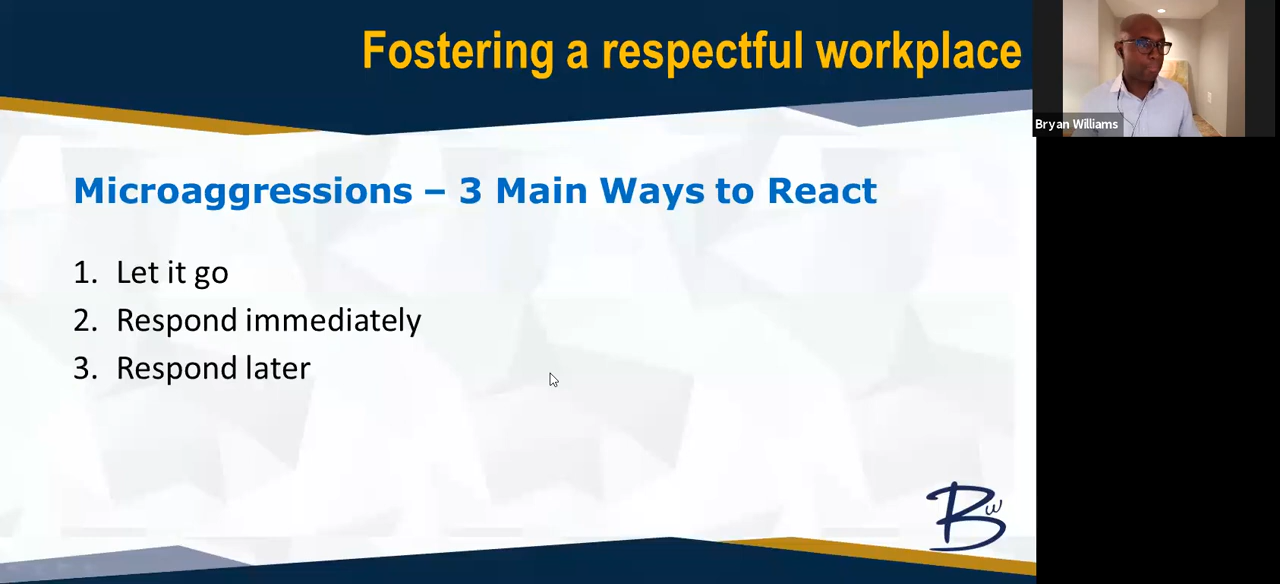 Fostering a respectful workplace
Bryan Williams
Microaggressions – 3 Main Ways to React
1. Let it go
2. Respond immediately
3. Respond later
Bw